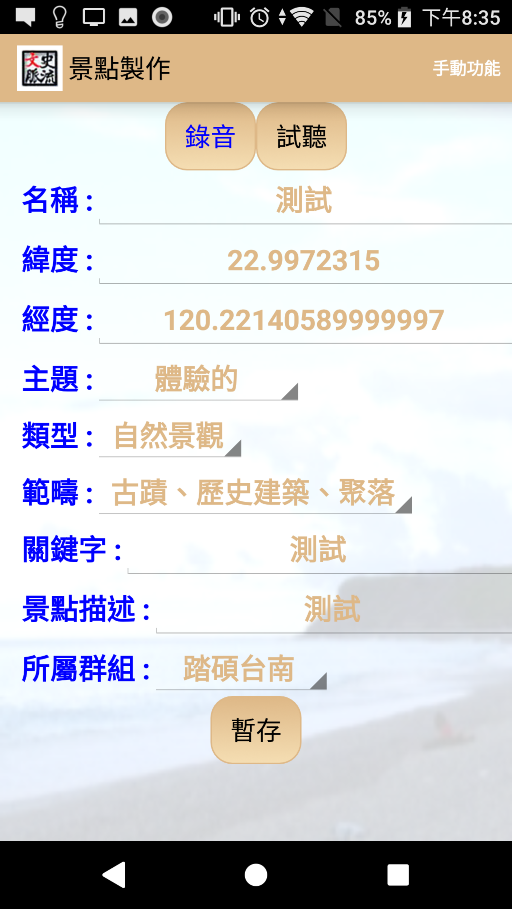 85% 下午8:35
文史脈流 景點製作 手動功能
錄音 試聽
名稱 : 測試
緯度 : 22.9972315
經度 : 120.22140589999997
主題 : 體驗的
類型 : 自然景觀
範疇 : 古蹟、歷史建築、聚落
關鍵字 : 測試
景點描述 : 測試
所屬群組 : 踏碩台南
暫存